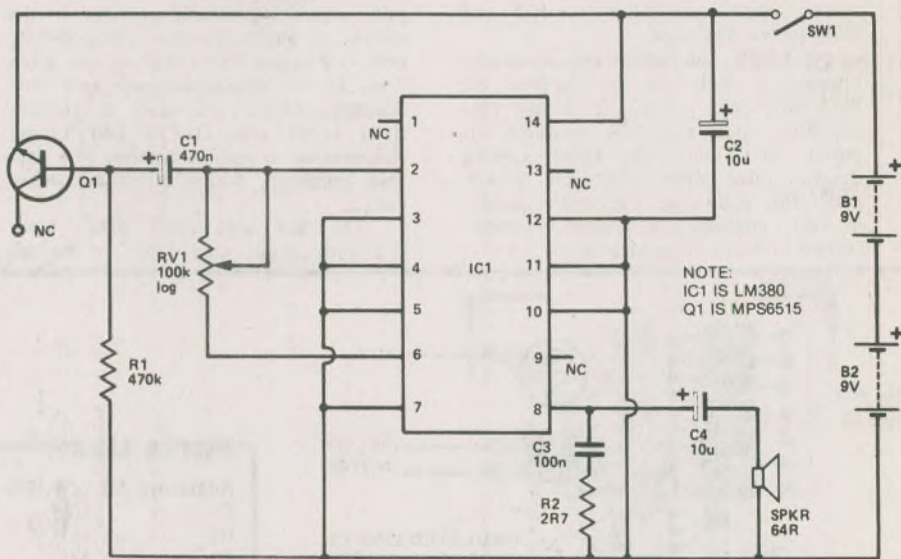 SW1
NC
1
14
C1
470n
+
+
C2
10u
Q1
2
13
NC
+
B1
9V
NC
3
12
RV1
100k
log
4
IC1
11
NOTE:
IC1 IS LM380
Q1 IS MPS6515
5
10
+
B2
9V
R1
470k
6
9
NC
7
8
+
C3
100n
C4
10u
R2
2R7
SPKR
64R